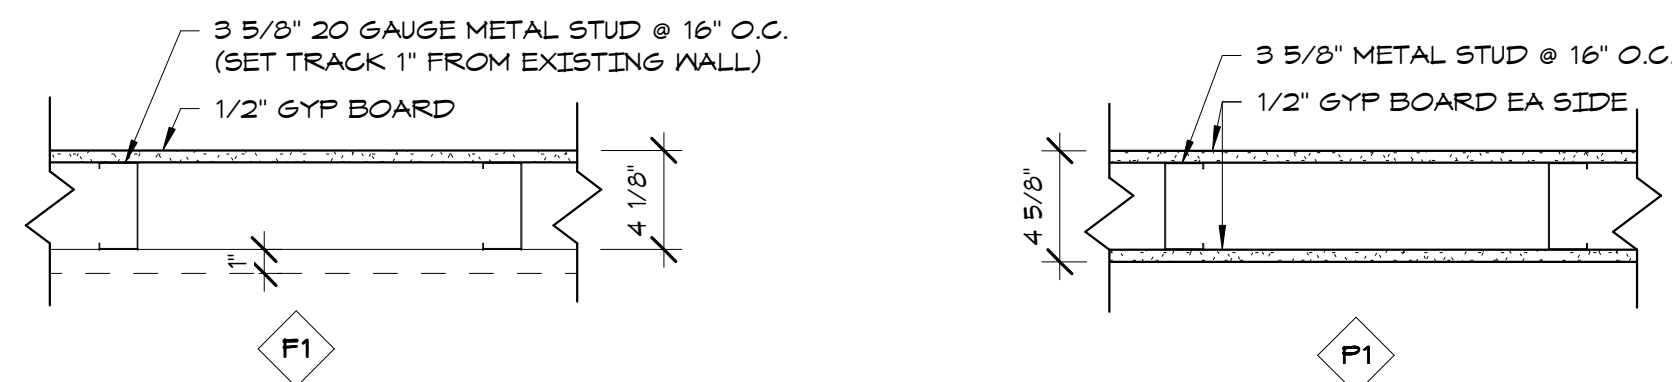 3 5/8" 20 GAUGE METAL STUD @ 16" O.C.
(SET TRACK 1" FROM EXISTING WALL)
1/2" GYP BOARD
4 1/8"
1"
F1
3 5/8" METAL STUD @ 16" O.C.
1/2" GYP BOARD EA SIDE
4 5/8"
P1